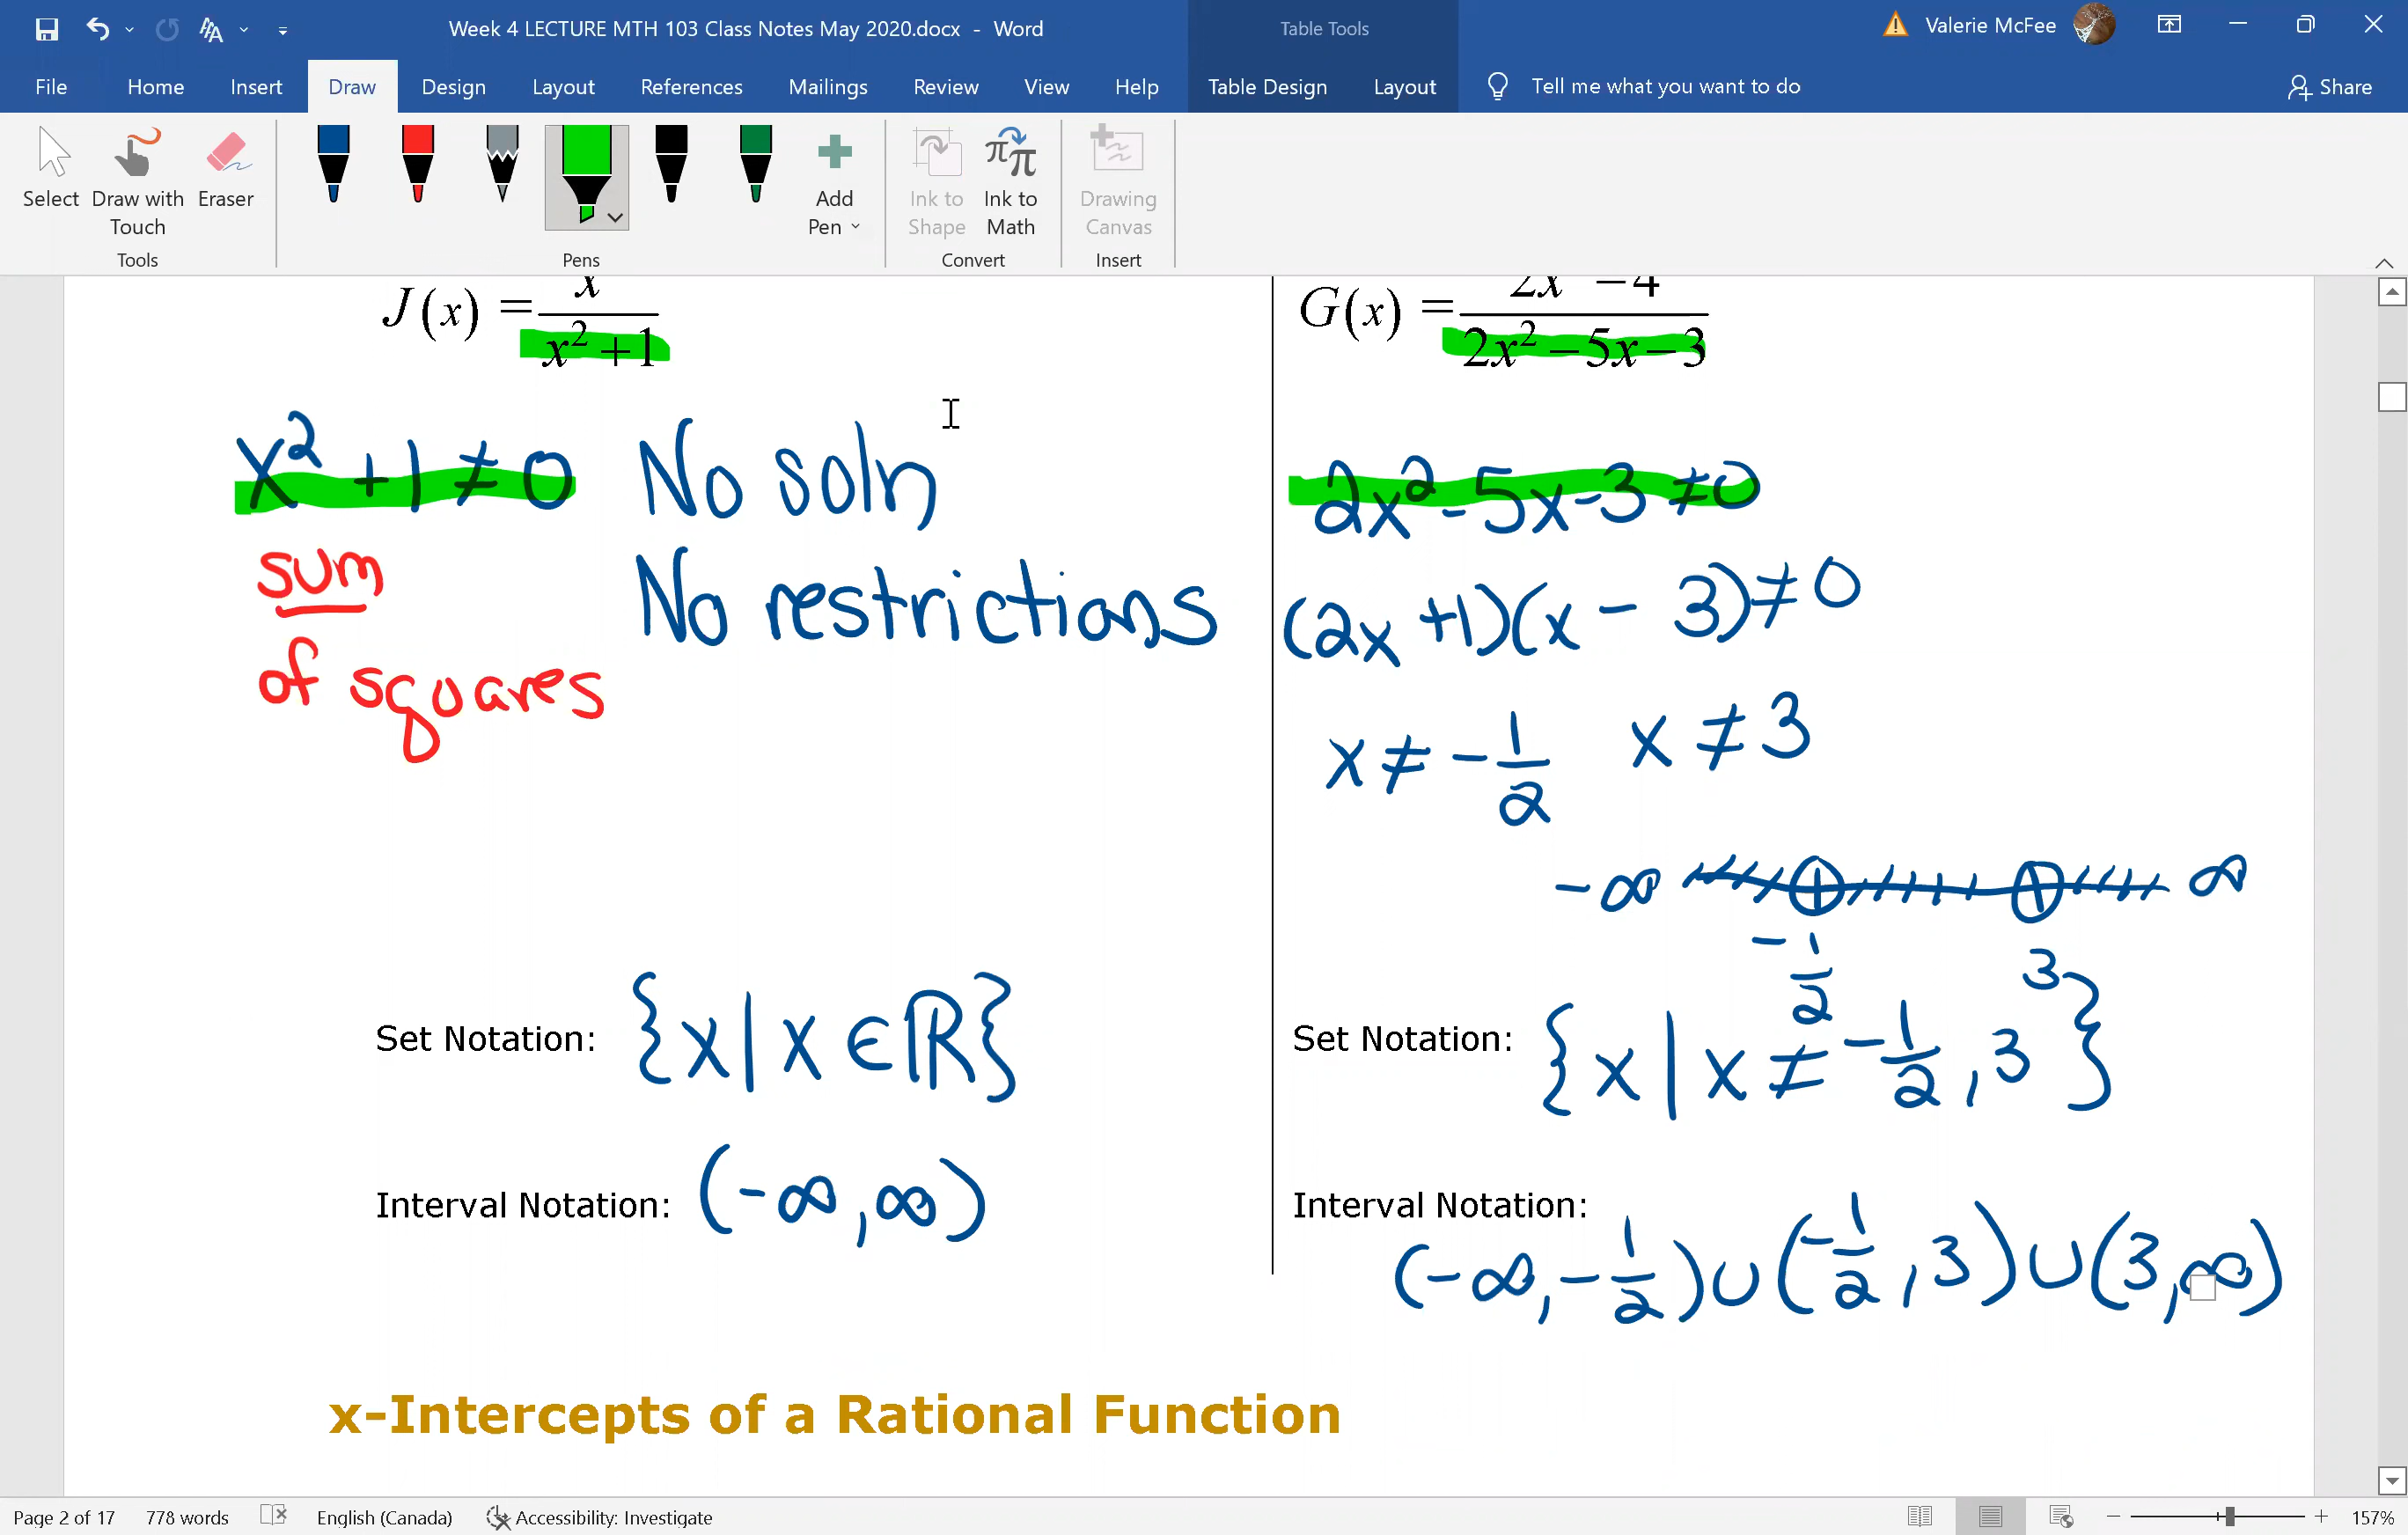 Week 4 LECTURE MTH 103 Class Notes May 2020.docx - Word
Table Tools
Valerie McFee
File Home Insert Draw Design Layout References Mailings Review View Help Table Design Layout Tell me what you want to do Share
Select Draw with Touch Eraser Add Pen Ink to Shape Ink to Math Drawing Canvas
Tools Pens Convert Insert
J(x) = x / (x² + 1)
x² + 1 ≠ 0 No soln
sum No restrictions
of squares
Set Notation: {x | x ∈ ℝ}
Interval Notation: (-∞, ∞)
G(x) = 2x - 4 / (2x² - 5x - 3)
2x² - 5x - 3 ≠ 0
(2x + 1)(x - 3) ≠ 0
x ≠ -1/2 x ≠ 3
-∞ ∞
-1/2 3
Set Notation: {x | x ≠ -1/2, 3}
Interval Notation:
(-∞, -1/2) ∪ (-1/2, 3) ∪ (3, ∞)
x-Intercepts of a Rational Function
Page 2 of 17 778 words English (Canada) Accessibility: Investigate 157%